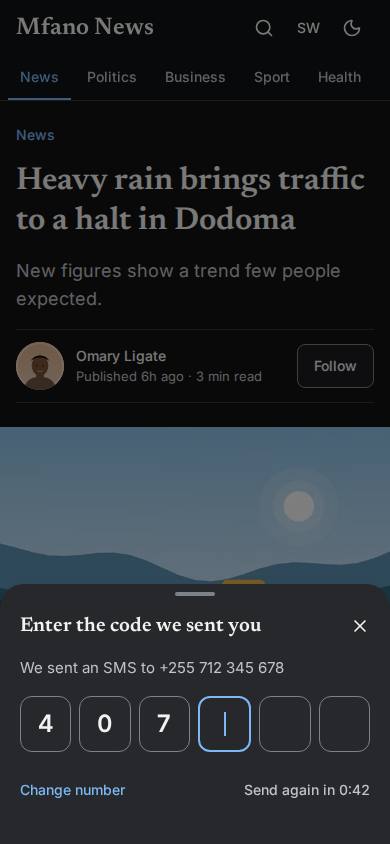 Mfano News
SW
News Politics Business Sport Health
News
Heavy rain brings traffic
to a halt in Dodoma
New figures show a trend few people
expected.
Omary Ligate
Published 6h ago · 3 min read
Follow
Enter the code we sent you
We sent an SMS to +255 712 345 678
4 0 7
Change number
Send again in 0:42